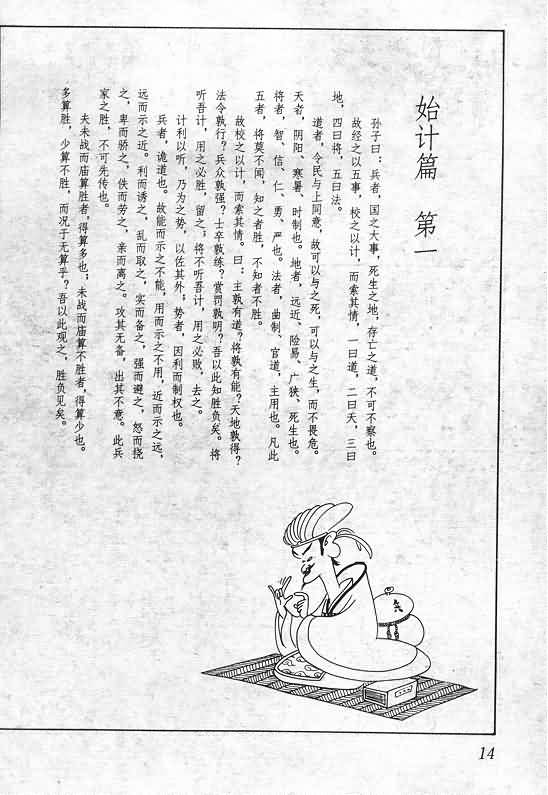 始计篇 第一
孙子曰：兵者，国之大事，死生之地，存亡之道，不可不察也。
故经之以五事，校之以计，而索其情，一曰道，二曰天，三曰
地，四曰将，五曰法。
道者，令民与上同意，故可以与之死，可以与之生，而不畏危。
天者，阴阳、寒暑、时制也。地者，远近、险易、广狭、死生也。
将者，智、信、仁、勇、严也。法者，曲制、官道，主用也。凡此
五者，将莫不闻，知之者胜，不知者不胜。
故校之以计，而索其情。曰：主孰有道？将孰有能？天地孰得？
法令孰行？兵众孰强？士卒孰练？赏罚孰明？吾以此知胜负矣。将
听吾计，用之必胜，留之；将不听吾计，用之必败，去之。
计利以听，乃为之势，以佐其外；势者，因利而制权也。
兵者，诡道也。故能而示之不能，用而示之不用，近而示之远，
远而示之近。利而诱之，乱而取之，实而备之，强而避之，怒而挠
之，卑而骄之，佚而劳之，亲而离之。攻其无备，出其不意。此兵
家之胜，不可先传也。
夫未战而庙算胜者，得算多也；未战而庙算不胜者，得算少也。
多算胜，少算不胜，而况于无算乎？吾以此观之，胜负见矣。
14